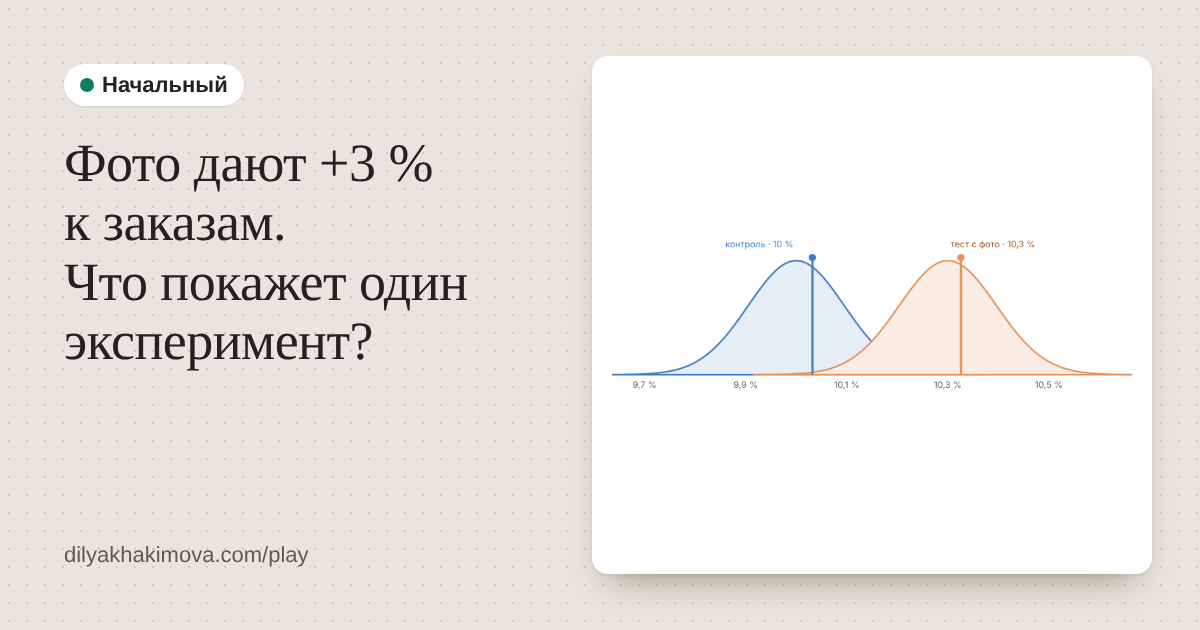 Начальный
Фото дают +3 %
к заказам.
Что покажет один
эксперимент?
dilyakhakimova.com/play
контроль · 10 %
тест с фото · 10,3 %
9,7 %
9,9 %
10,1 %
10,3 %
10,5 %